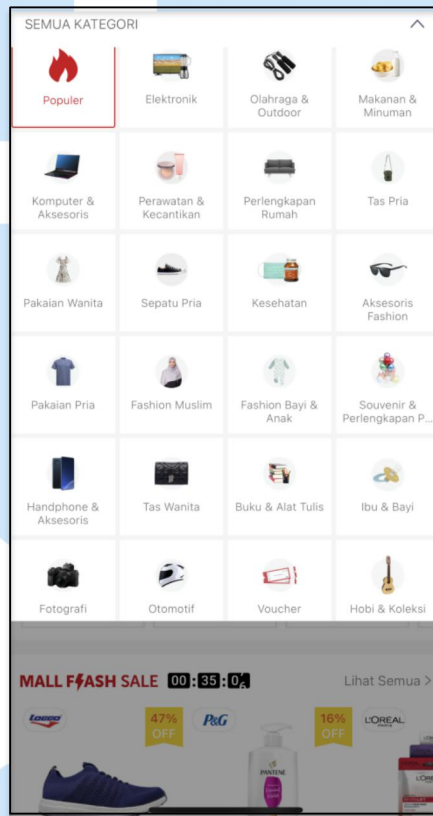 SEMUA KATEGORI
Populer
Elektronik
Olahraga &
Outdoor
Makanan &
Minuman
Komputer &
Aksesoris
Perawatan &
Kecantikan
Perlengkapan
Rumah
Tas Pria
Pakaian Wanita
Sepatu Pria
Kesehatan
Aksesoris
Fashion
Pakaian Pria
Fashion Muslim
Fashion Bayi &
Anak
Souvenir &
Perlengkapan P...
Handphone &
Aksesoris
Tas Wanita
Buku & Alat Tulis
Ibu & Bayi
Fotografi
Otomotif
Voucher
Hobi & Koleksi
MALL FLASH SALE 00:35:
Lihat Semua >
47%
OFF
P&G
16%
OFF
L'OREAL
PANTENE